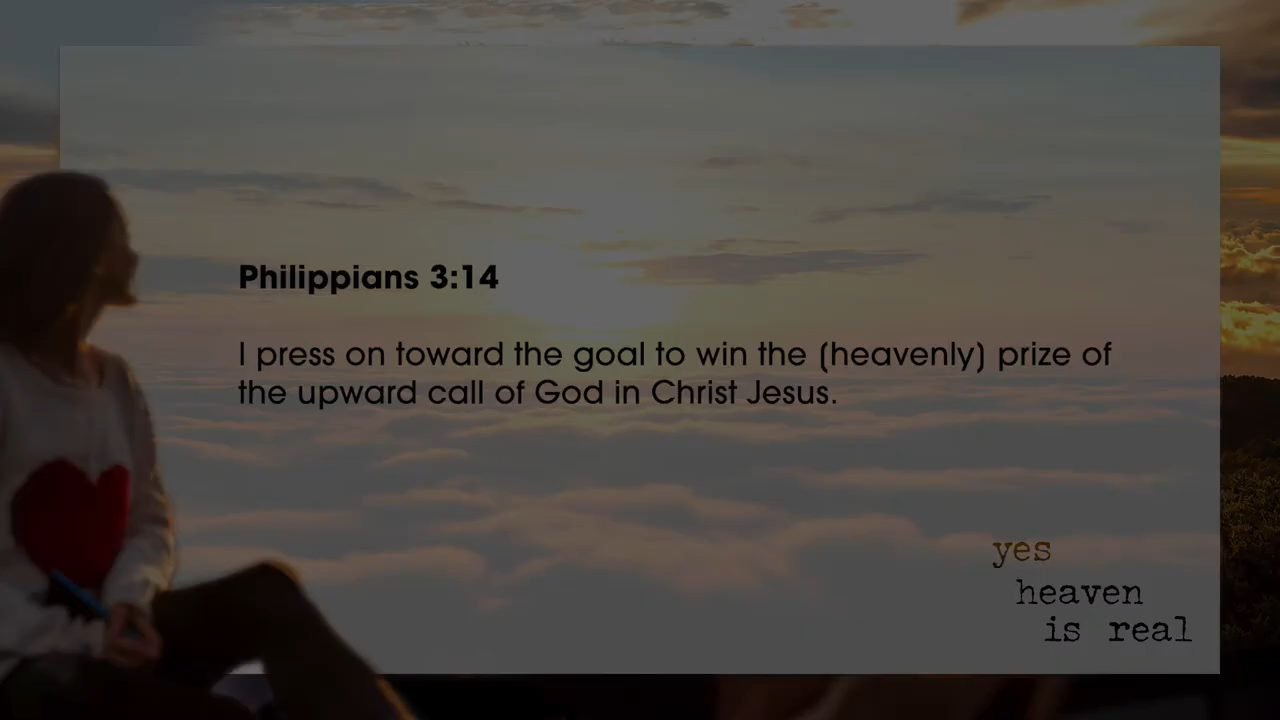 Philippians 3:14
I press on toward the goal to win the (heavenly) prize of
the upward call of God in Christ Jesus.
yes
heaven
is real